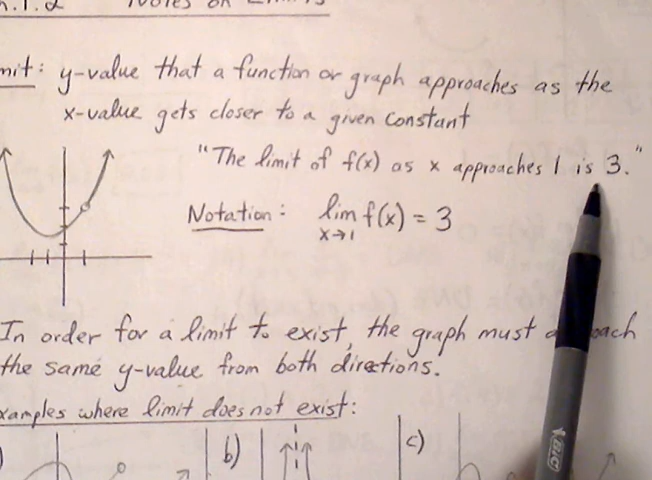 Notes on Limits
mit: y-value that a function or graph approaches as the
x-value gets closer to a given constant
"The limit of f(x) as x approaches 1 is 3."
Notation: lim f(x) = 3
x→1
In order for a limit to exist, the graph must
the same y-value from both directions.
xamples where limit does not exist:
) b) c)
BIC